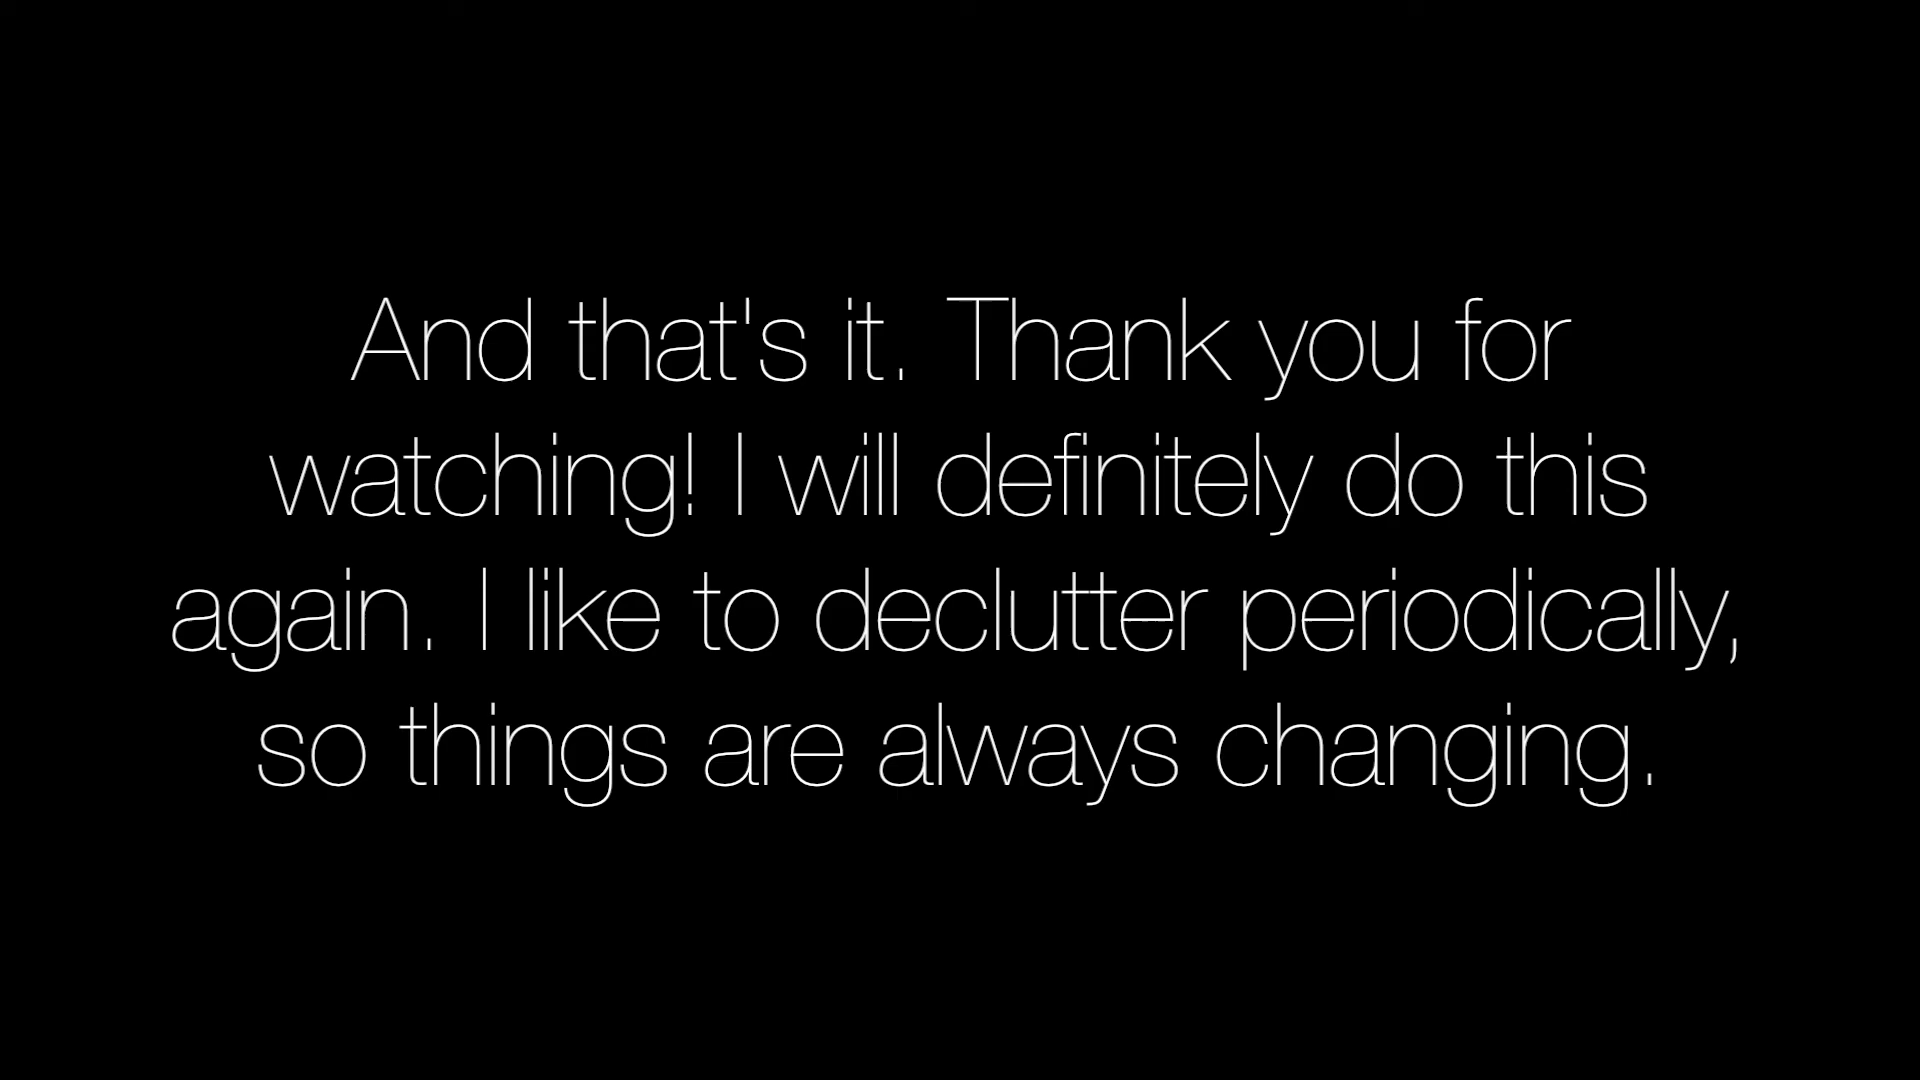 And that's it. Thank you for
watching! I will definitely do this
again. I like to declutter periodically,
so things are always changing.